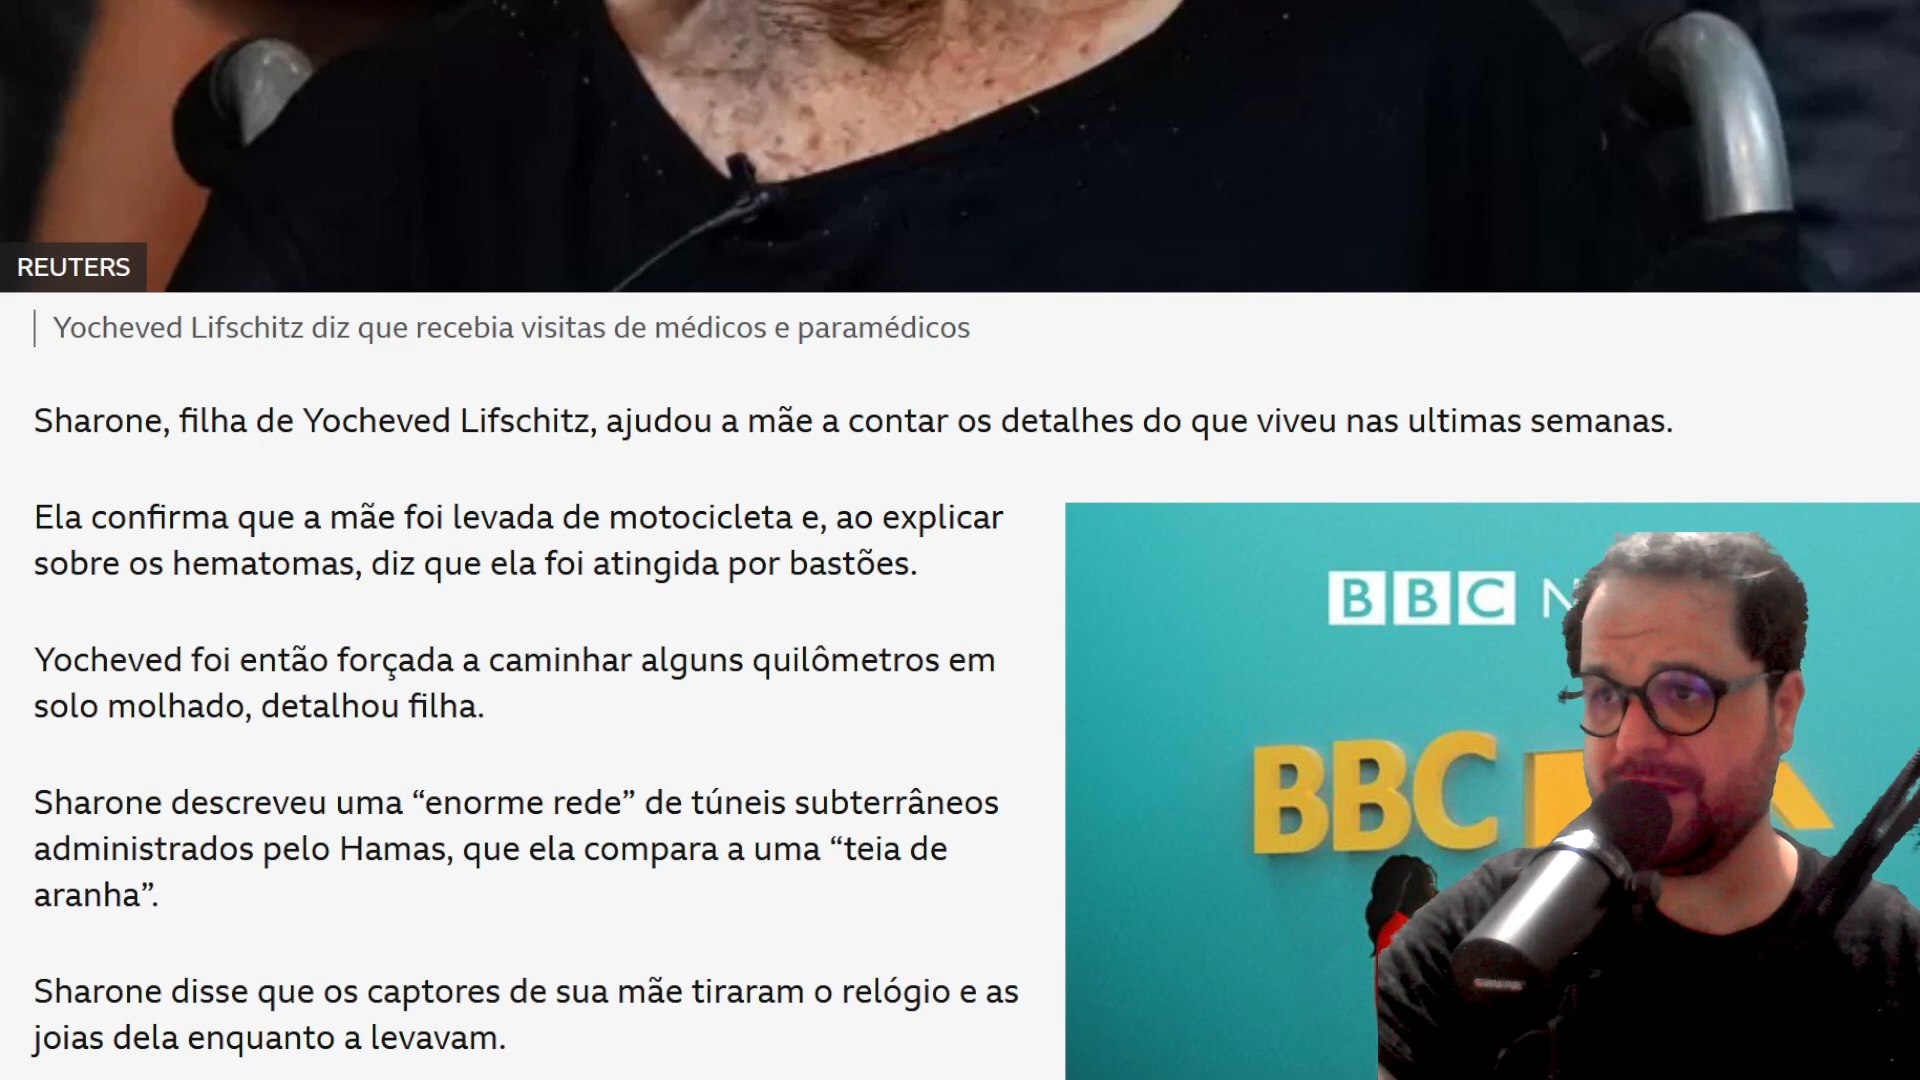 REUTERS
Yocheved Lifschitz diz que recebia visitas de médicos e paramédicos
Sharone, filha de Yocheved Lifschitz, ajudou a mãe a contar os detalhes do que viveu nas ultimas semanas.
Ela confirma que a mãe foi levada de motocicleta e, ao explicar
sobre os hematomas, diz que ela foi atingida por bastões.
Yocheved foi então forçada a caminhar alguns quilômetros em
solo molhado, detalhou filha.
Sharone descreveu uma “enorme rede” de túneis subterrâneos
administrados pelo Hamas, que ela compara a uma “teia de
aranha”.
Sharone disse que os captores de sua mãe tiraram o relógio e as
joias dela enquanto a levavam.
BBC N
BBC